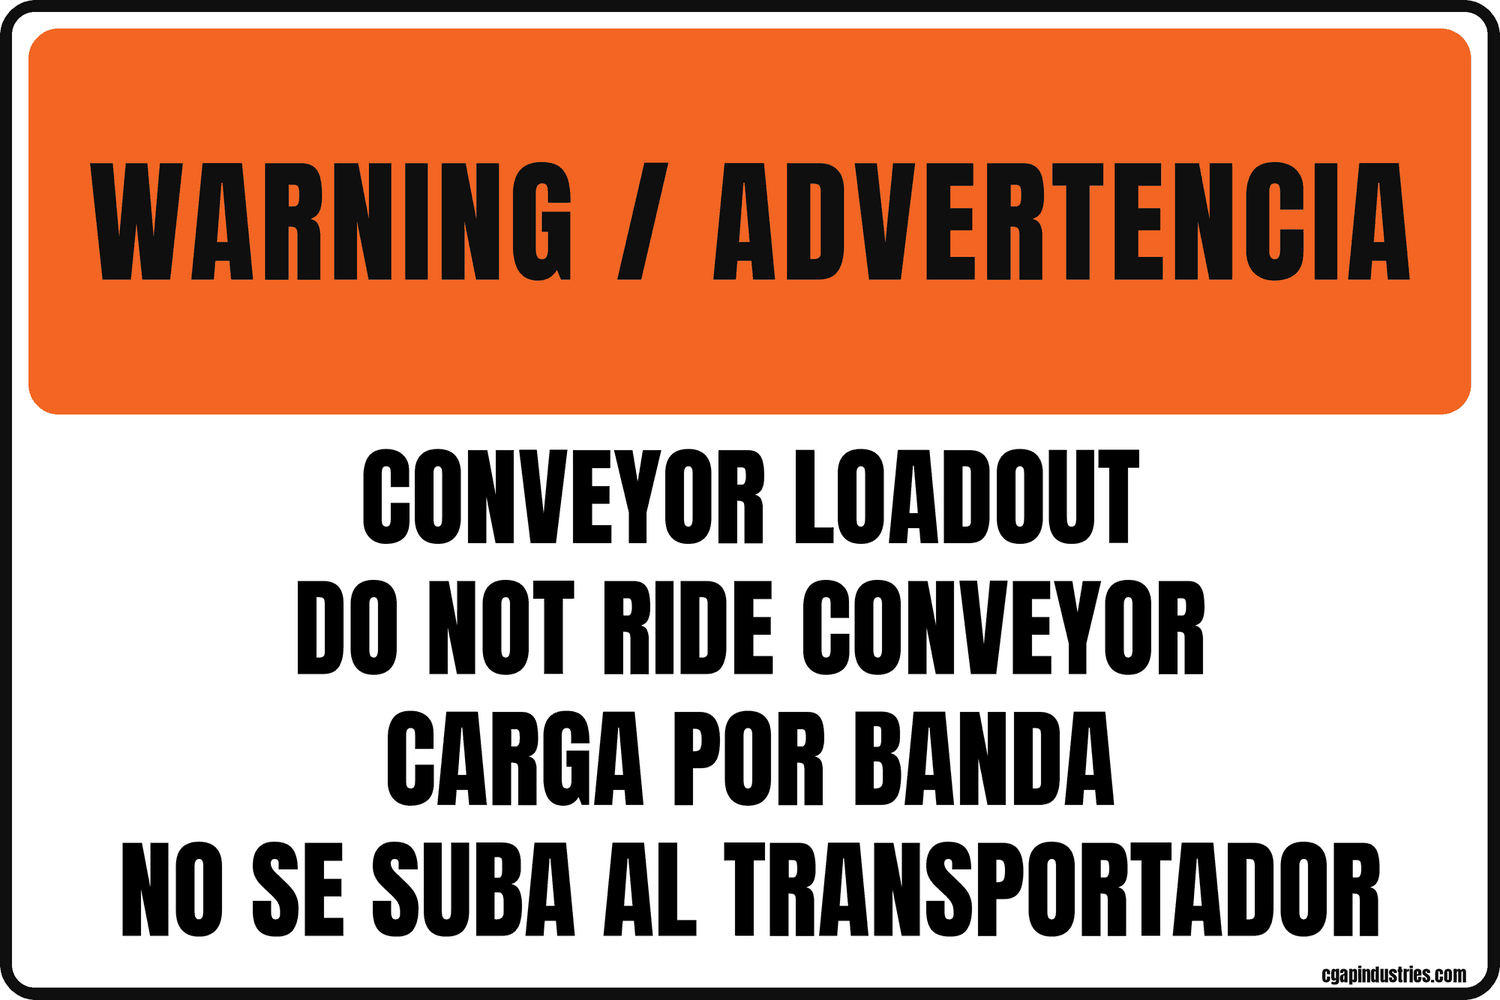 WARNING / ADVERTENCIA
CONVEYOR LOADOUT
DO NOT RIDE CONVEYOR
CARGA POR BANDA
NO SE SUBA AL TRANSPORTADOR
cgapindustries.com